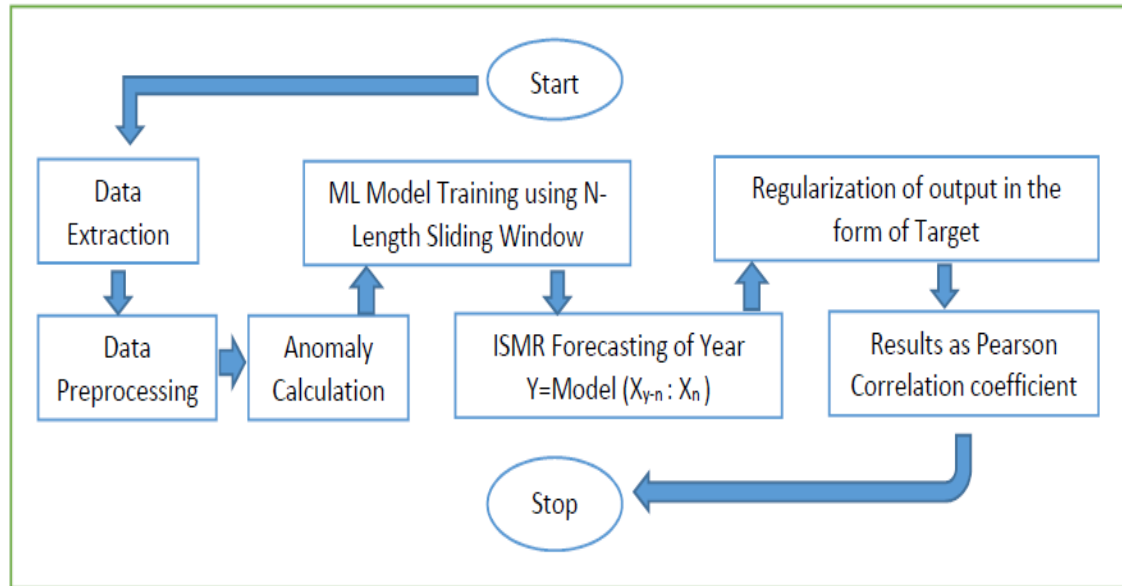 Start
Data
Extraction
Data
Preprocessing
Anomaly
Calculation
ML Model Training using N-
Length Sliding Window
ISMR Forecasting of Year
Y=Model (Xy-n : Xn )
Regularization of output in the
form of Target
Results as Pearson
Correlation coefficient
Stop